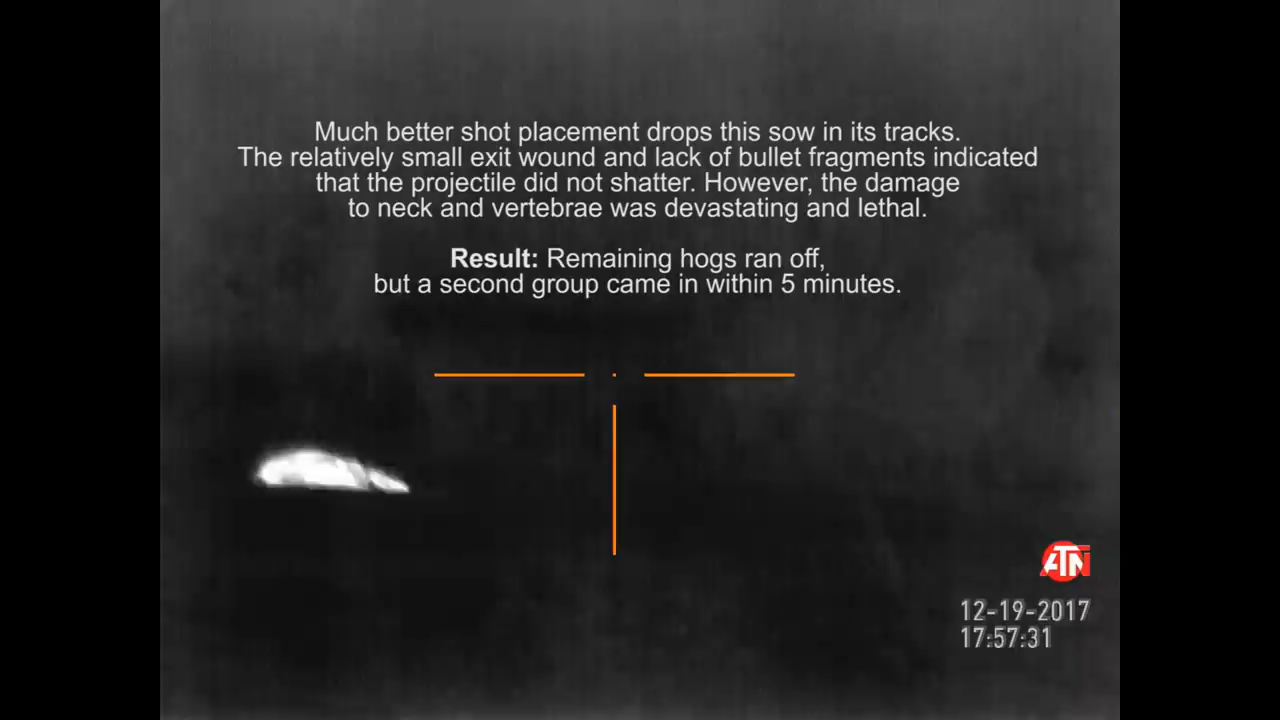 Much better shot placement drops this sow in its tracks.
The relatively small exit wound and lack of bullet fragments indicated
that the projectile did not shatter. However, the damage
to neck and vertebrae was devastating and lethal.
Result: Remaining hogs ran off,
but a second group came in within 5 minutes.
ATN
12-19-2017
17:57:31